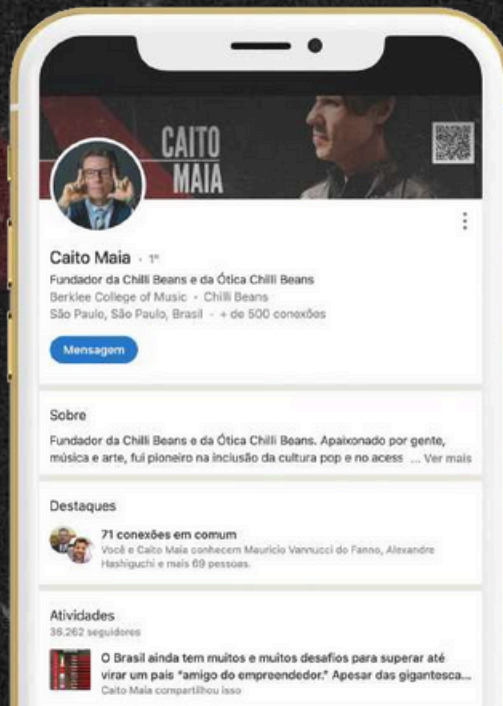 CAITO
MAIA
Caito Maia · 1º
Fundador da Chilli Beans e da Ótica Chilli Beans
Berklee College of Music · Chilli Beans
São Paulo, São Paulo, Brasil · + de 500 conexões
Mensagem
Sobre
Fundador da Chilli Beans e da Ótica Chilli Beans. Apaixonado por gente,
música e arte, fui pioneiro na inclusão da cultura pop e no acess ... Ver mais
Destaques
71 conexões em comum
Você e Caito Maia conhecem Mauricio Vannucci do Fanno, Alexandre
Hashiguchi e mais 69 pessoas.
Atividades
36.262 seguidores
O Brasil ainda tem muitos e muitos desafios para superar até
virar um país "amigo do empreendedor." Apesar das gigantesca...
Caito Maia compartilhou isso